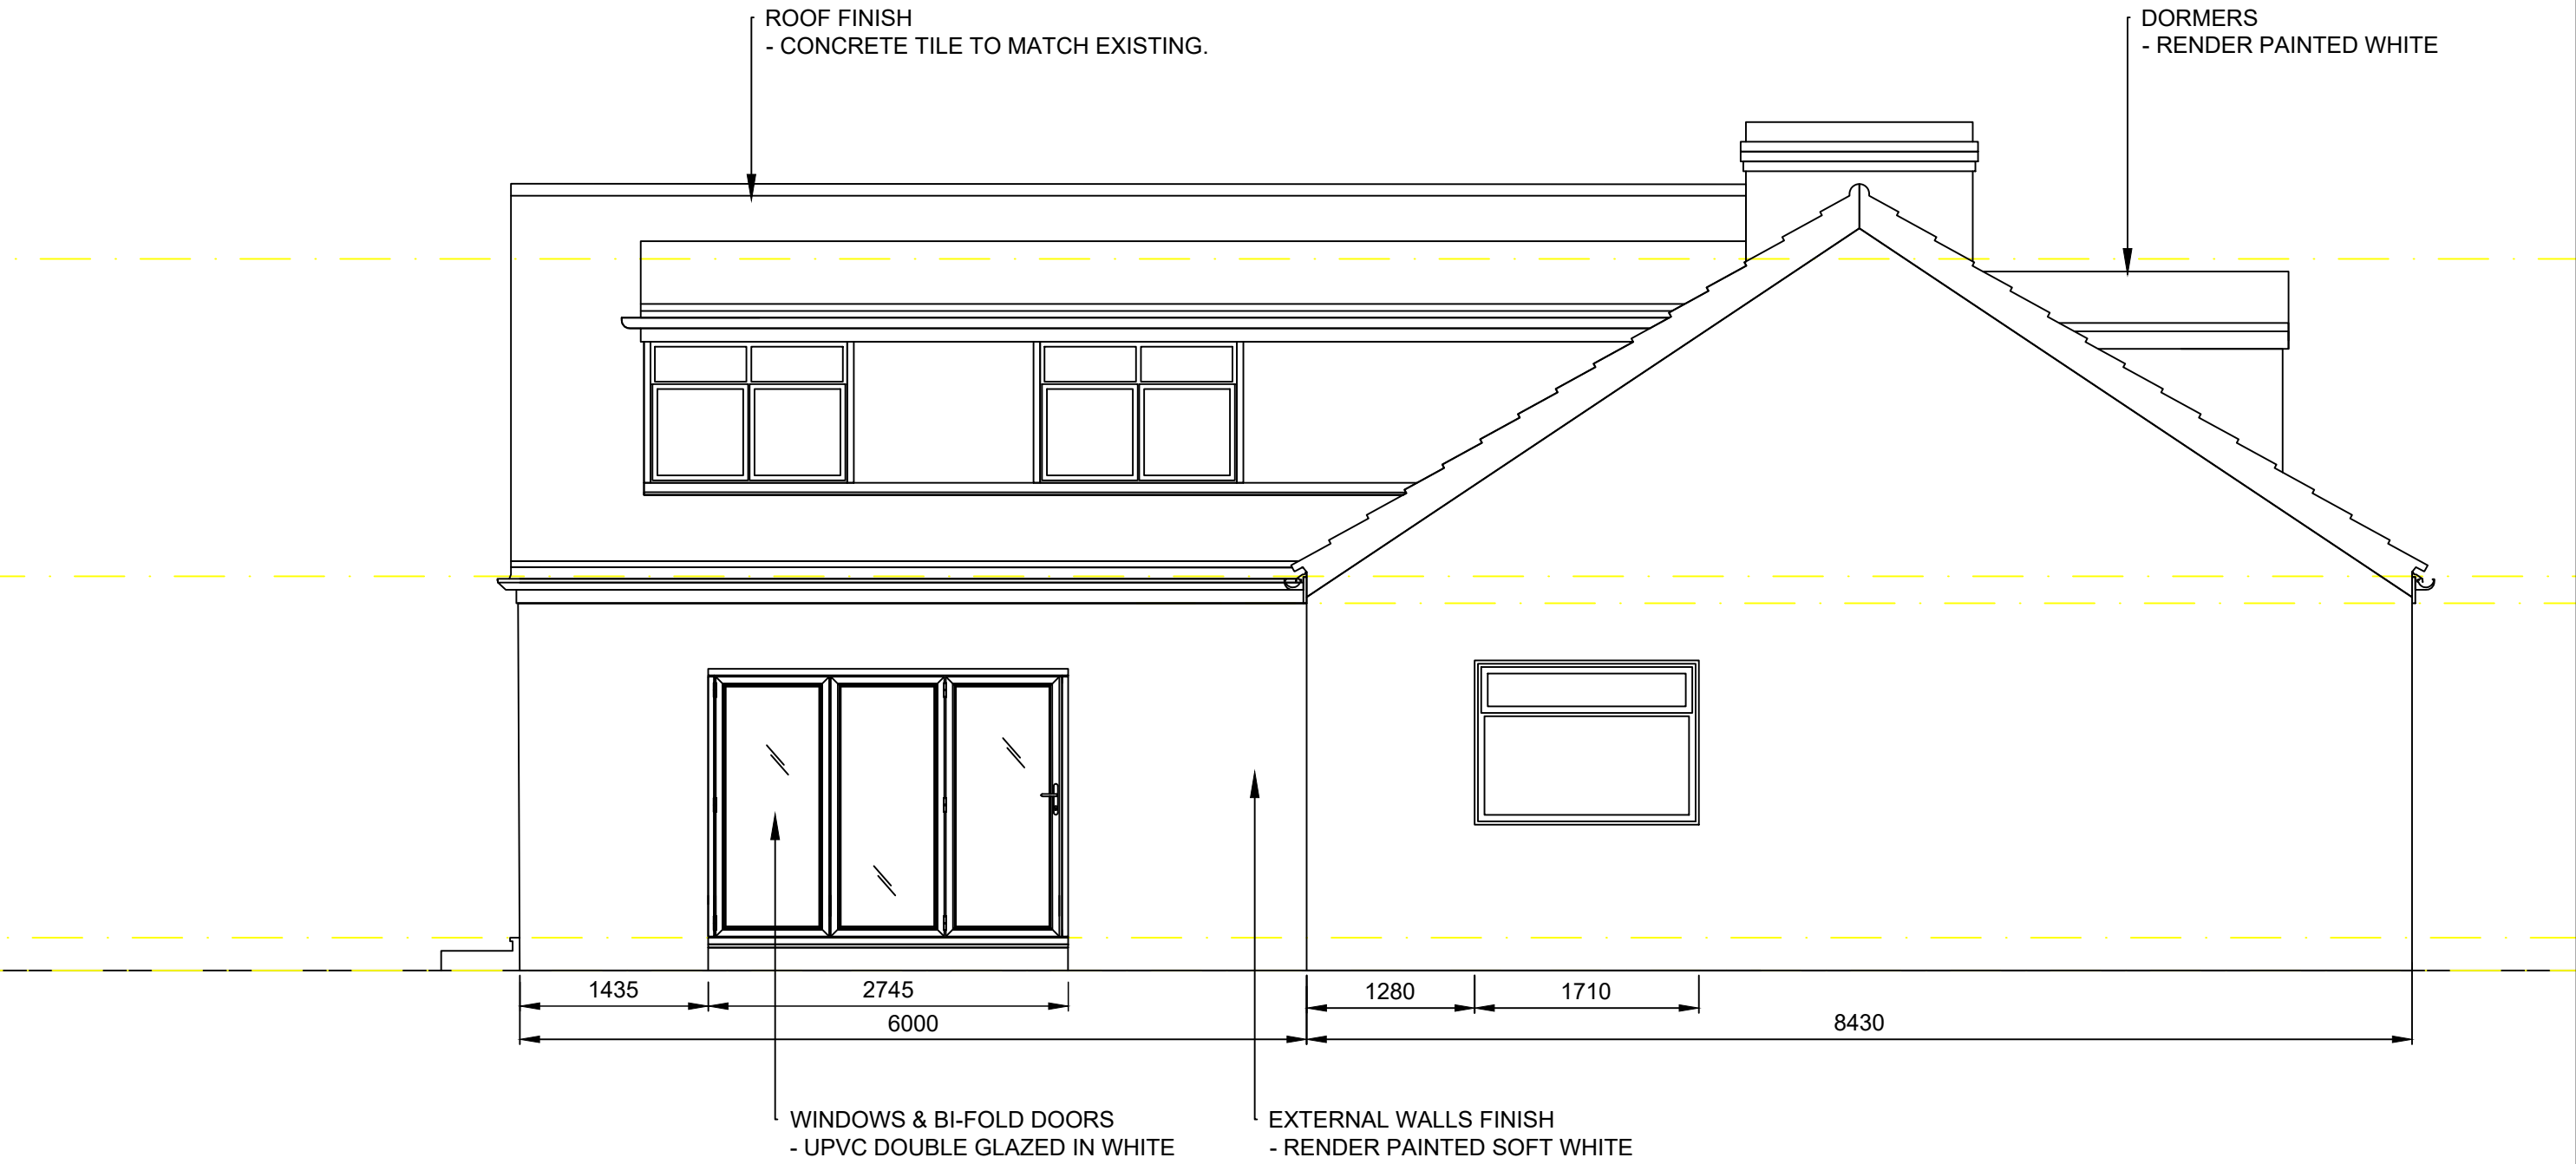 ROOF FINISH
- CONCRETE TILE TO MATCH EXISTING.
DORMERS
- RENDER PAINTED WHITE
1435
2745
6000
1280
1710
8430
WINDOWS & BI-FOLD DOORS
- UPVC DOUBLE GLAZED IN WHITE
EXTERNAL WALLS FINISH
- RENDER PAINTED SOFT WHITE